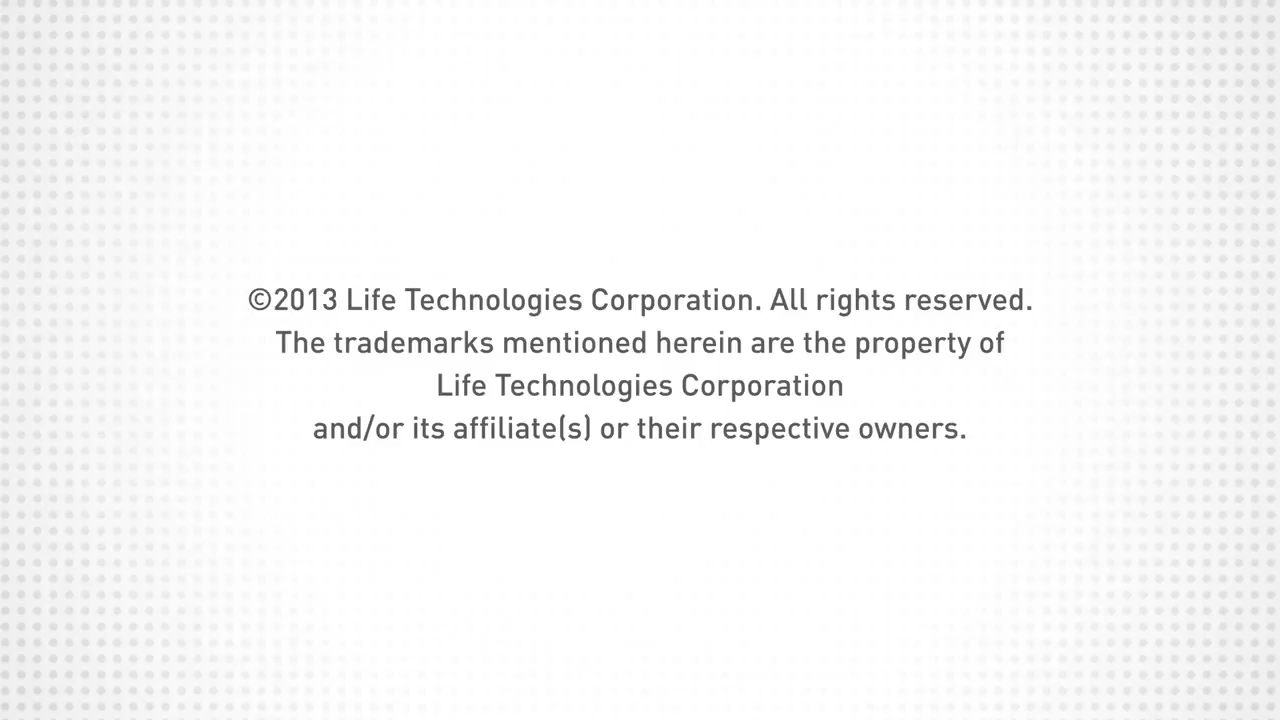 ©2013 Life Technologies Corporation. All rights reserved.
The trademarks mentioned herein are the property of
Life Technologies Corporation
and/or its affiliate(s) or their respective owners.